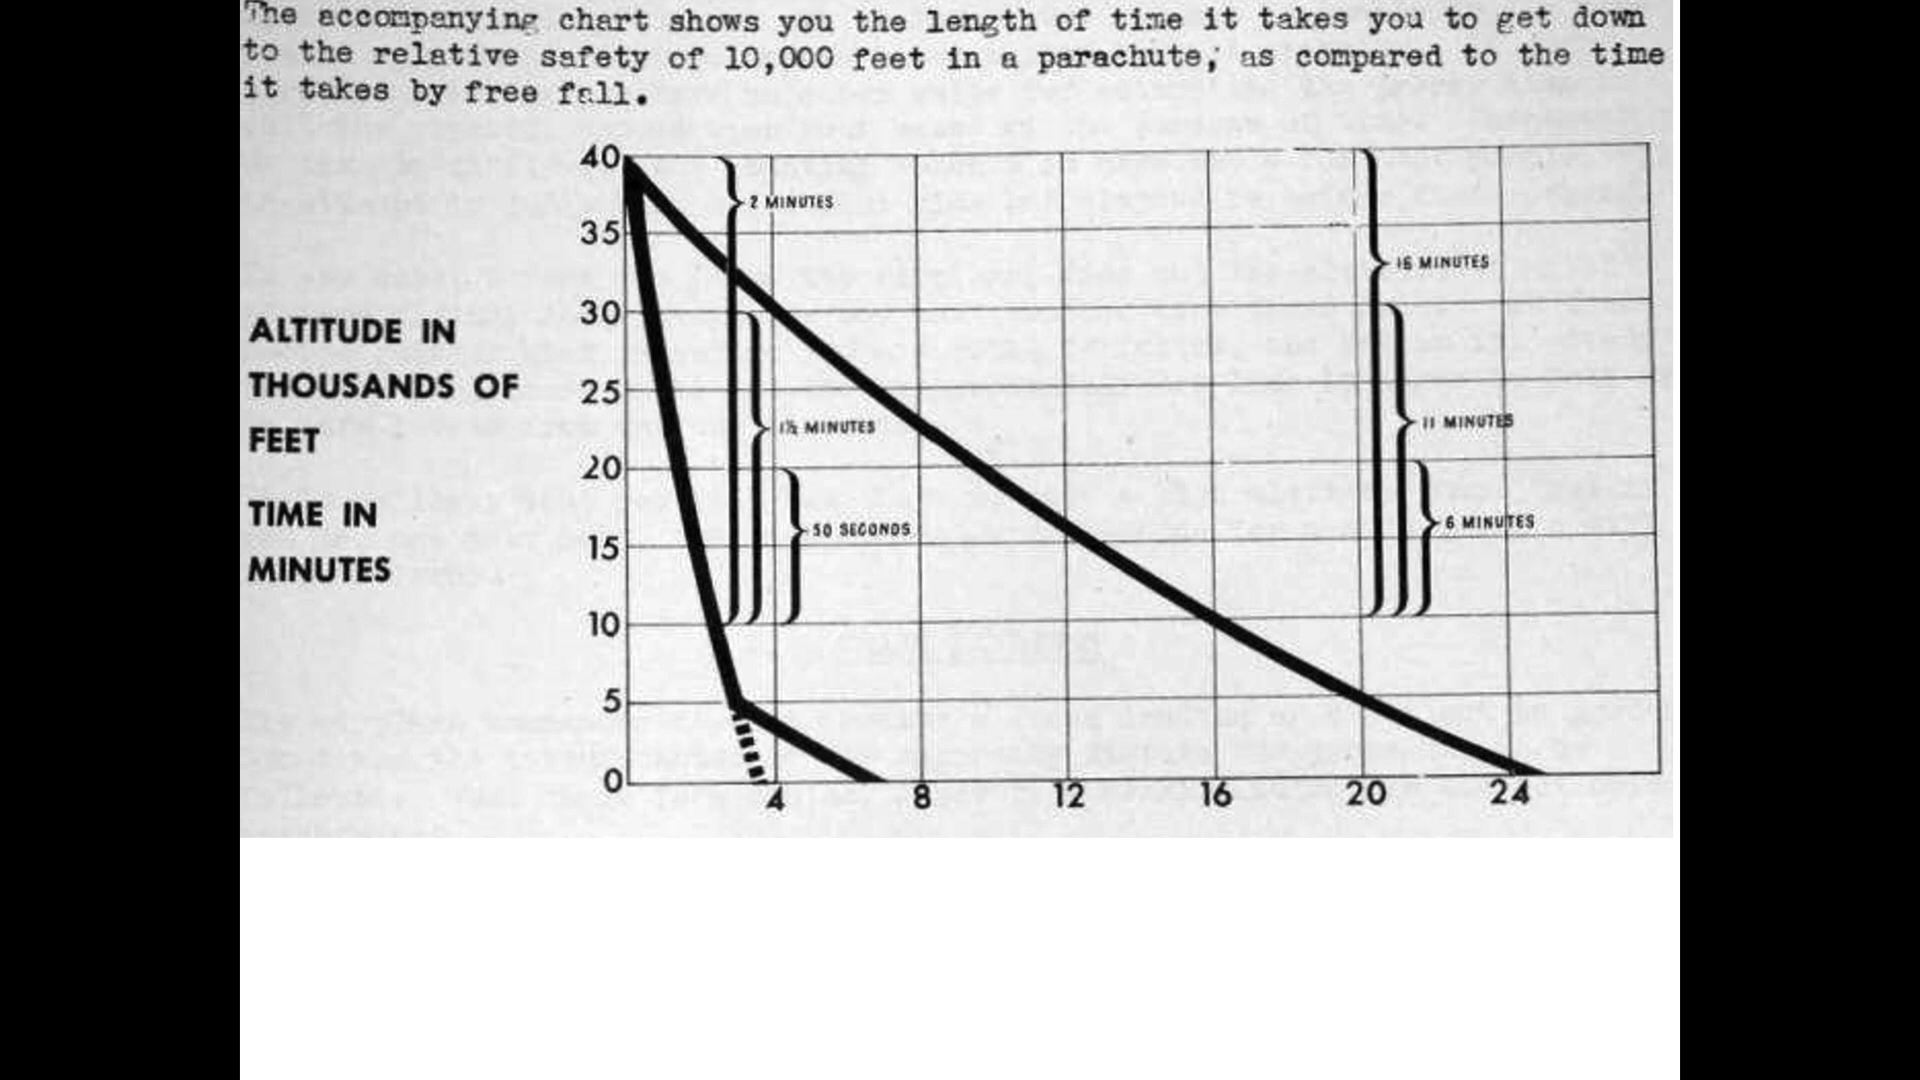 The accompanying chart shows you the length of time it takes you to get down
to the relative safety of 10,000 feet in a parachute, as compared to the time
it takes by free fall.
40
2 MINUTES
35
16 MINUTES
30
ALTITUDE IN
THOUSANDS OF
FEET
25
1½ MINUTES
11 MINUTES
20
TIME IN
MINUTES
50 SECONDS
6 MINUTES
15
10
5
0
4 8 12 16 20 24